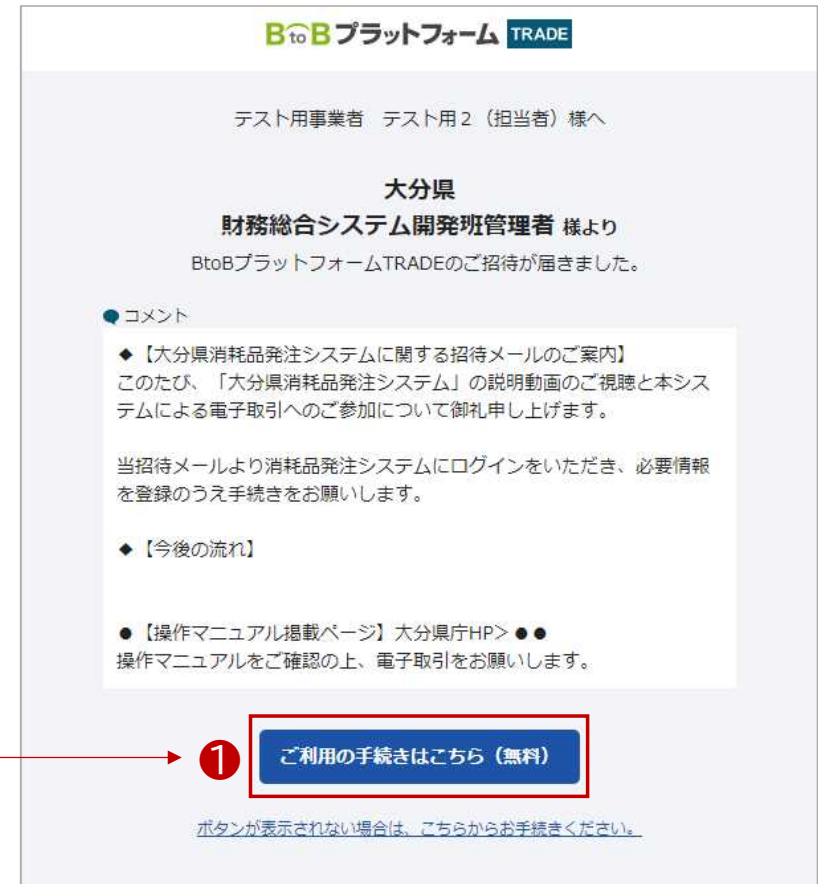 BtoBプラットフォーム TRADE
テスト用事業者　テスト用２（担当者）様へ
大分県
財務総合システム開発班管理者 様より
BtoBプラットフォームTRADEのご招待が届きました。
コメント
◆【大分県消耗品発注システムに関する招待メールのご案内】
このたび、「大分県消耗品発注システム」の説明動画のご視聴と本シス
テムによる電子取引へのご参加について御礼申し上げます。
当招待メールより消耗品発注システムにログインをいただき、必要情報
を登録のうえ手続きをお願いします。
◆【今後の流れ】
●【操作マニュアル掲載ページ】大分県庁HP>●●
操作マニュアルをご確認の上、電子取引をお願いします。
❶ ご利用の手続きはこちら（無料）
ボタンが表示されない場合は、こちらからお手続きください。